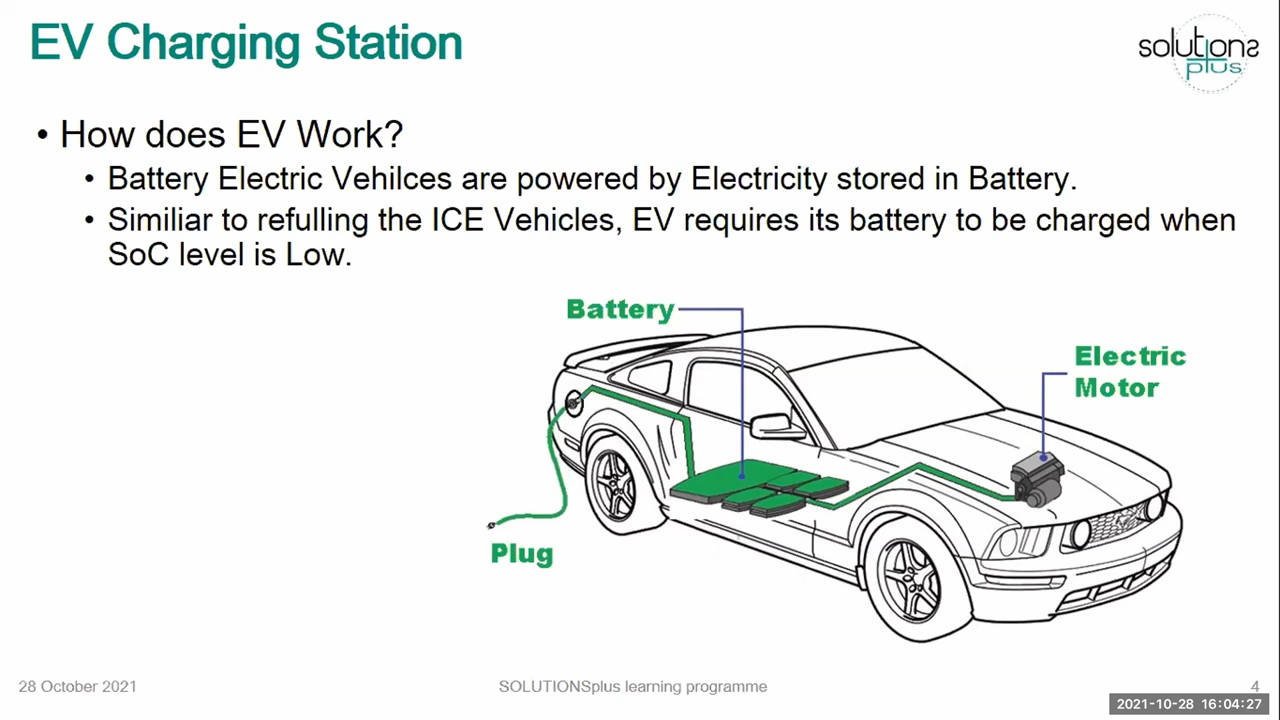 EV Charging Station
solutions
plus
• How does EV Work?
• Battery Electric Vehilces are powered by Electricity stored in Battery.
• Similiar to refulling the ICE Vehicles, EV requires its battery to be charged when
SoC level is Low.
Battery
Electric
Motor
Plug
28 October 2021
SOLUTIONSplus learning programme
4
2021-10-28 16:04:27